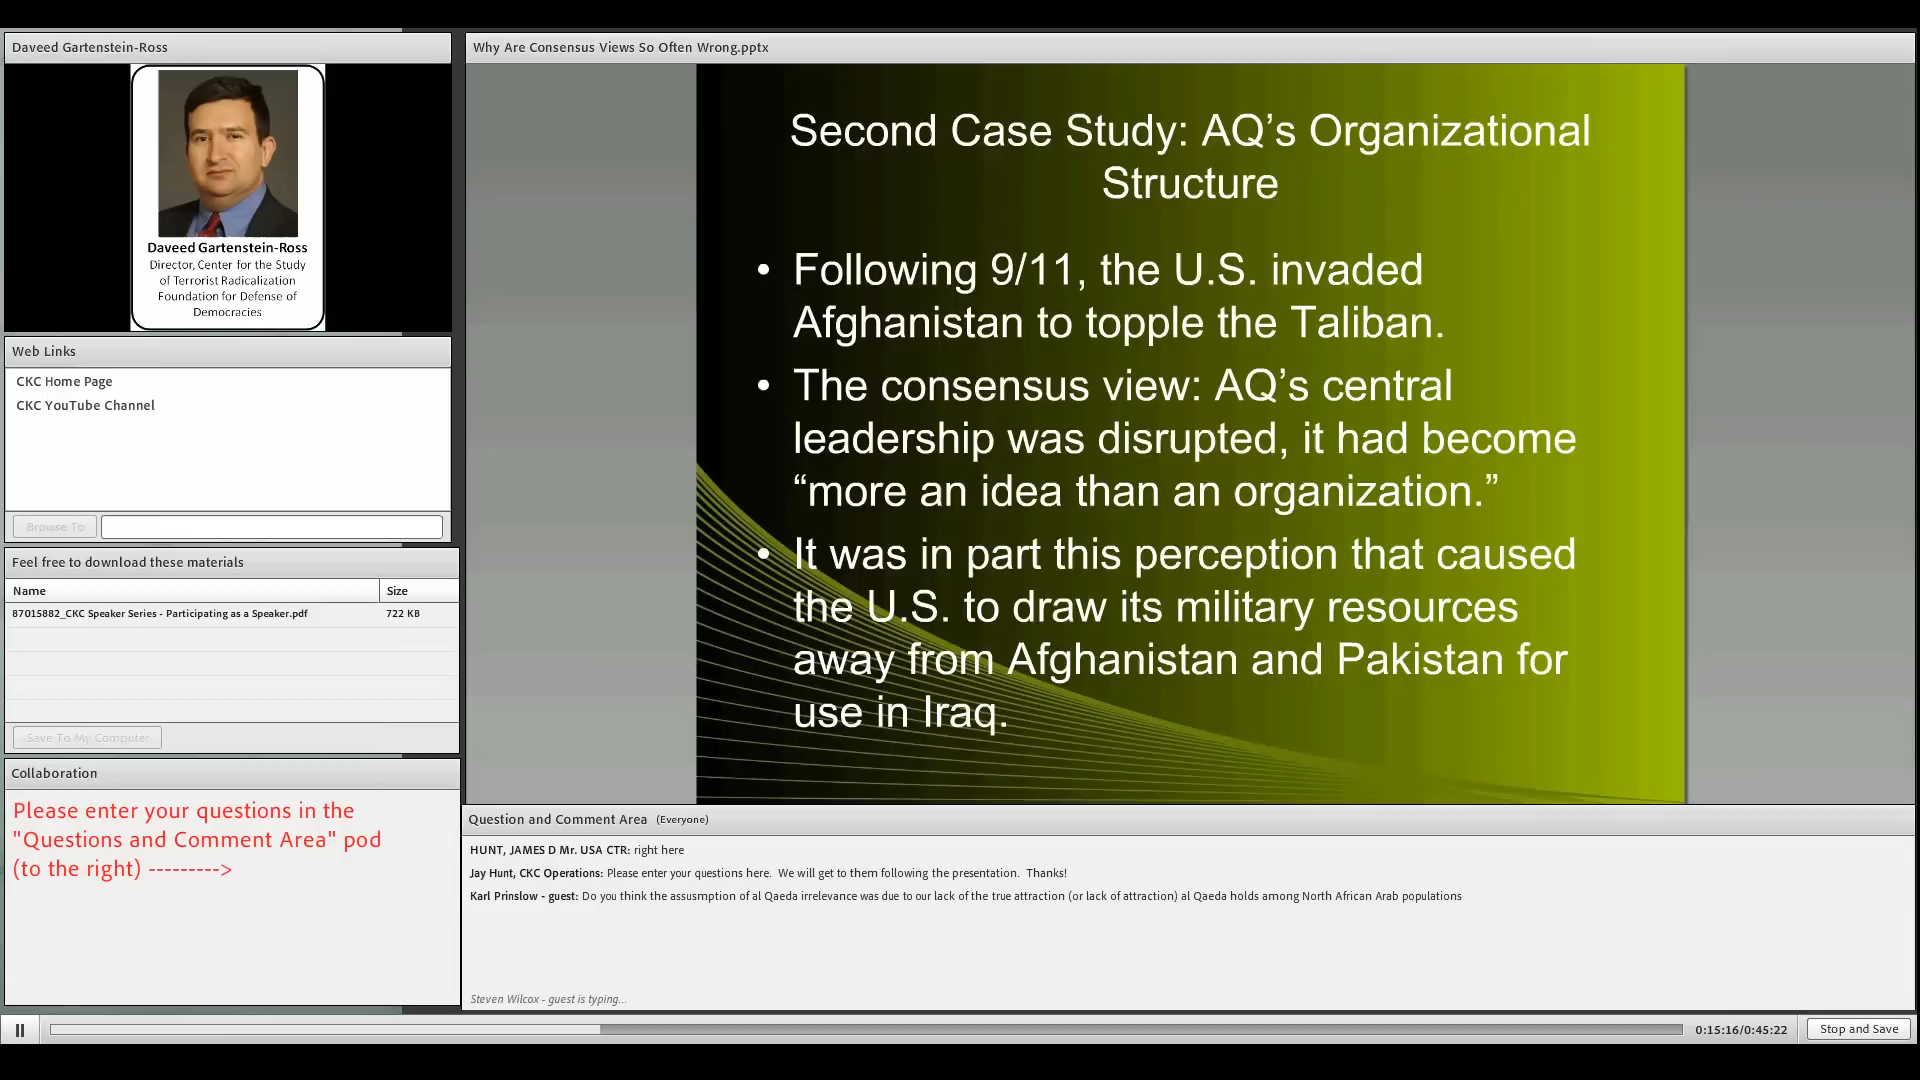 Daveed Gartenstein-Ross
Daveed Gartenstein-Ross
Director, Center for the Study
of Terrorist Radicalization
Foundation for Defense of
Democracies
Web Links
CKC Home Page
CKC YouTube Channel
Browse To
Feel free to download these materials
Name Size
87015882_CKC Speaker Series - Participating as a Speaker.pdf 722 KB
Save To My Computer
Collaboration
Please enter your questions in the
"Questions and Comment Area" pod
(to the right) --------->
Why Are Consensus Views So Often Wrong.pptx
Second Case Study: AQ’s Organizational
Structure
• Following 9/11, the U.S. invaded
Afghanistan to topple the Taliban.
• The consensus view: AQ’s central
leadership was disrupted, it had become
“more an idea than an organization.”
• It was in part this perception that caused
the U.S. to draw its military resources
away from Afghanistan and Pakistan for
use in Iraq.
Question and Comment Area (Everyone)
HUNT, JAMES D Mr. USA CTR: right here
Jay Hunt, CKC Operations: Please enter your questions here. We will get to them following the presentation. Thanks!
Karl Prinslow - guest: Do you think the assusmption of al Qaeda irrelevance was due to our lack of the true attraction (or lack of attraction) al Qaeda holds among North African Arab populations
Steven Wilcox - guest is typing...
0:15:16/0:45:22
Stop and Save